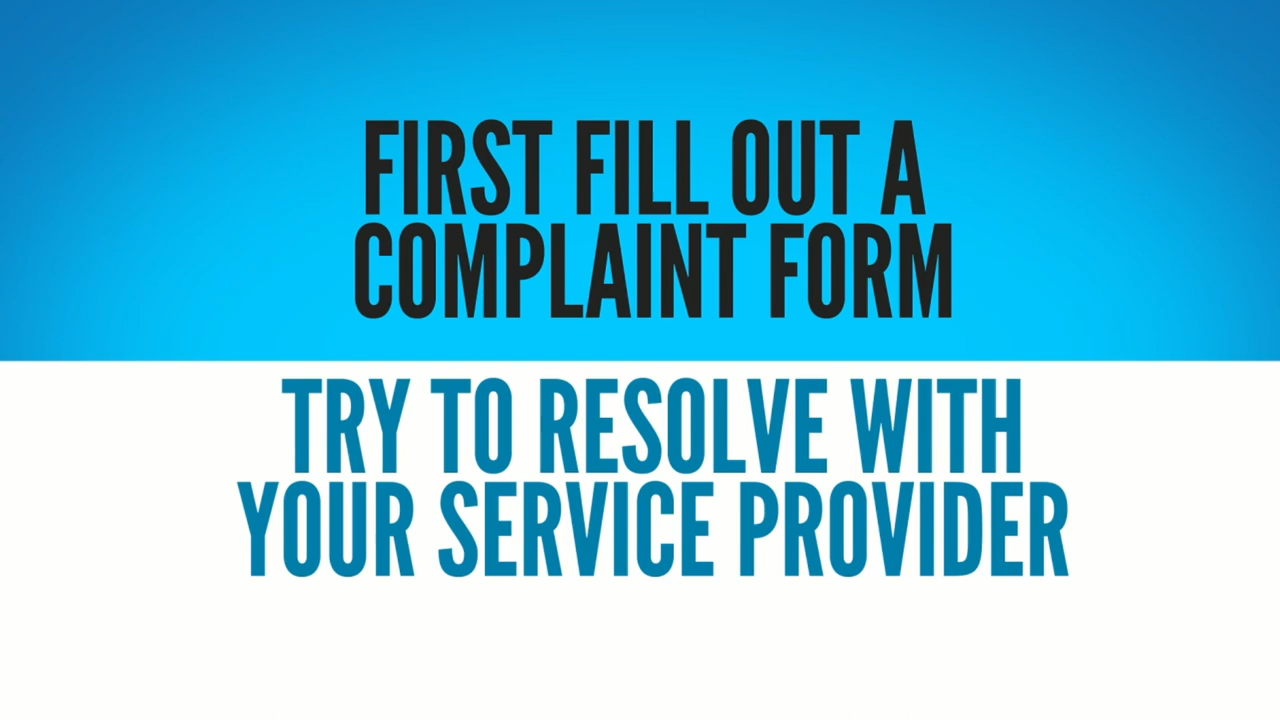 FIRST FILL OUT A
COMPLAINT FORM
TRY TO RESOLVE WITH
YOUR SERVICE PROVIDER